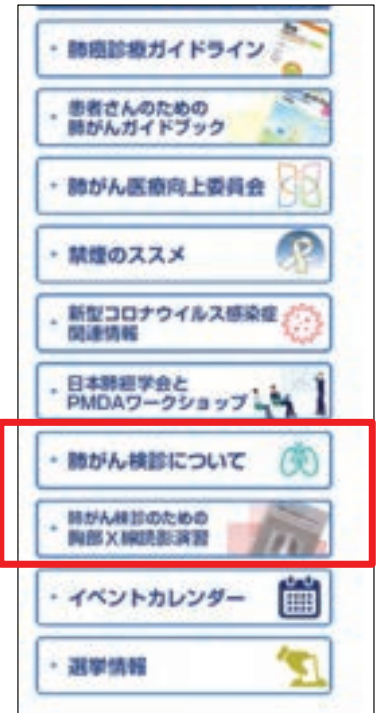 ・肺癌診療ガイドライン
・患者さんのための
肺がんガイドブック
・肺がん医療向上委員会
・禁煙のススメ
・新型コロナウイルス感染症
関連情報
・日本肺癌学会と
PMDAワークショップ
・肺がん検診について
・肺がん検診のための
胸部X線読影演習
・イベントカレンダー
・選挙情報